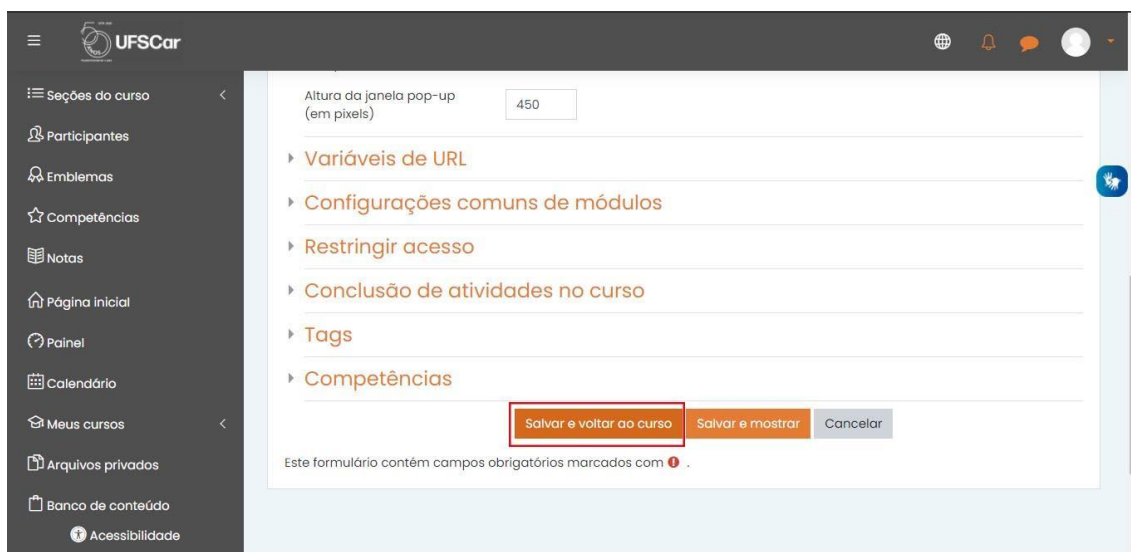 UFSCar
Seções do curso
Participantes
Emblemas
Competências
Notas
Página inicial
Painel
Calendário
Meus cursos
Arquivos privados
Banco de conteúdo
Acessibilidade
Altura da janela pop-up
(em pixels)
450
Variáveis de URL
Configurações comuns de módulos
Restringir acesso
Conclusão de atividades no curso
Tags
Competências
Salvar e voltar ao curso
Salvar e mostrar
Cancelar
Este formulário contém campos obrigatórios marcados com .